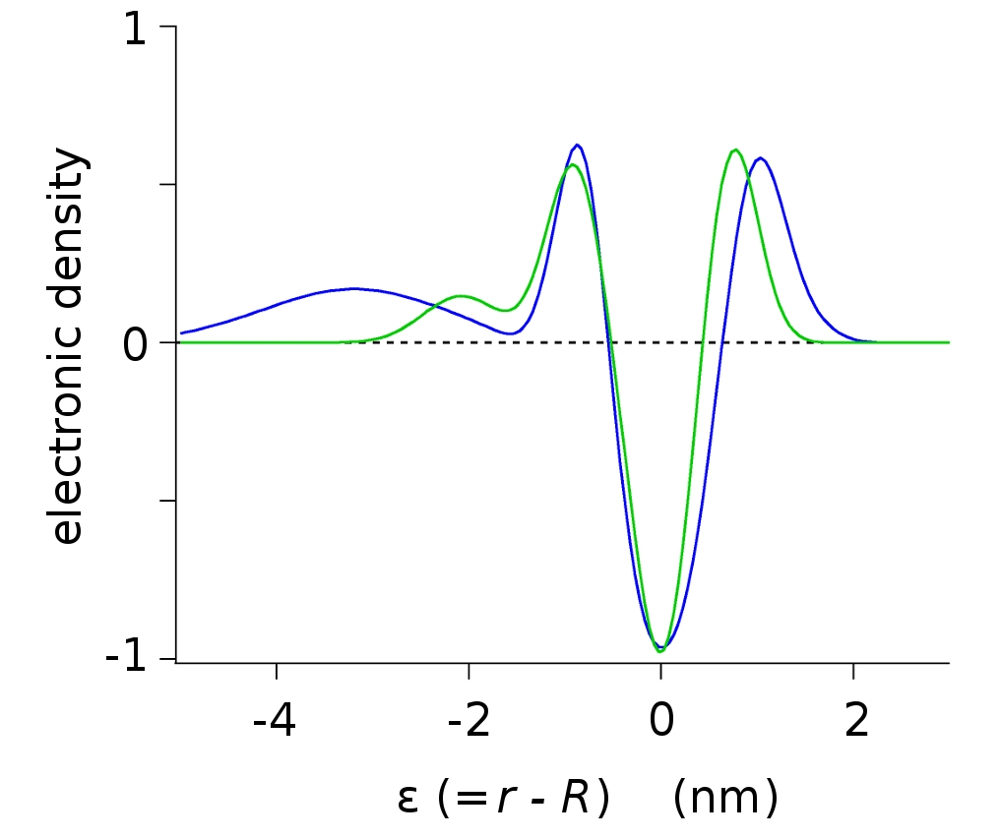 1
0
-1
electronic density
-4 -2 0 2
ε (= r - R) (nm)